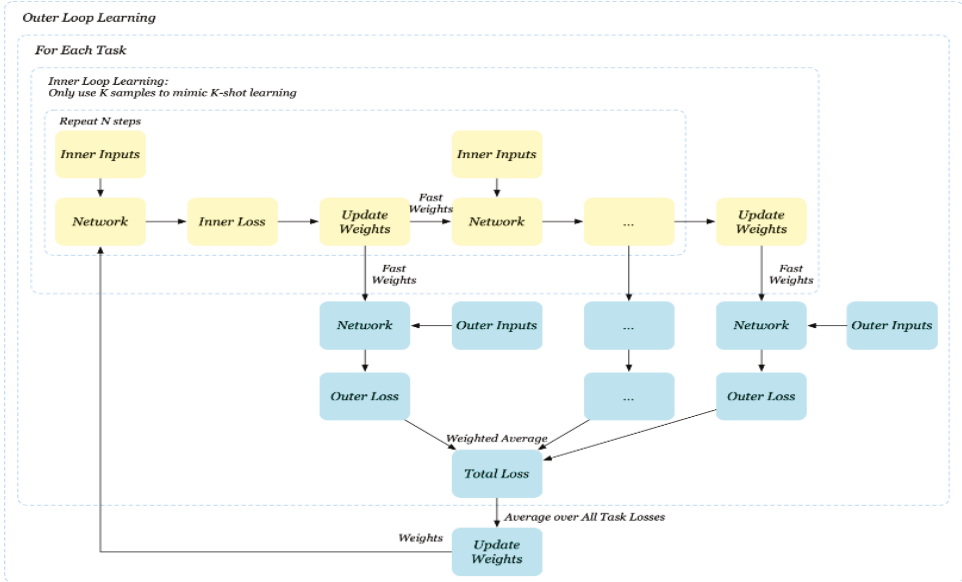 Outer Loop Learning
For Each Task
Inner Loop Learning:
Only use K samples to mimic K-shot learning
Repeat N steps
Inner Inputs
Inner Inputs
Network
Inner Loss
Update
Weights
Fast
Weights
Network
...
Update
Weights
Fast
Weights
Fast
Weights
Network
Outer Inputs
...
Network
Outer Inputs
Outer Loss
...
Outer Loss
Weighted Average
Total Loss
Average over All Task Losses
Weights
Update
Weights